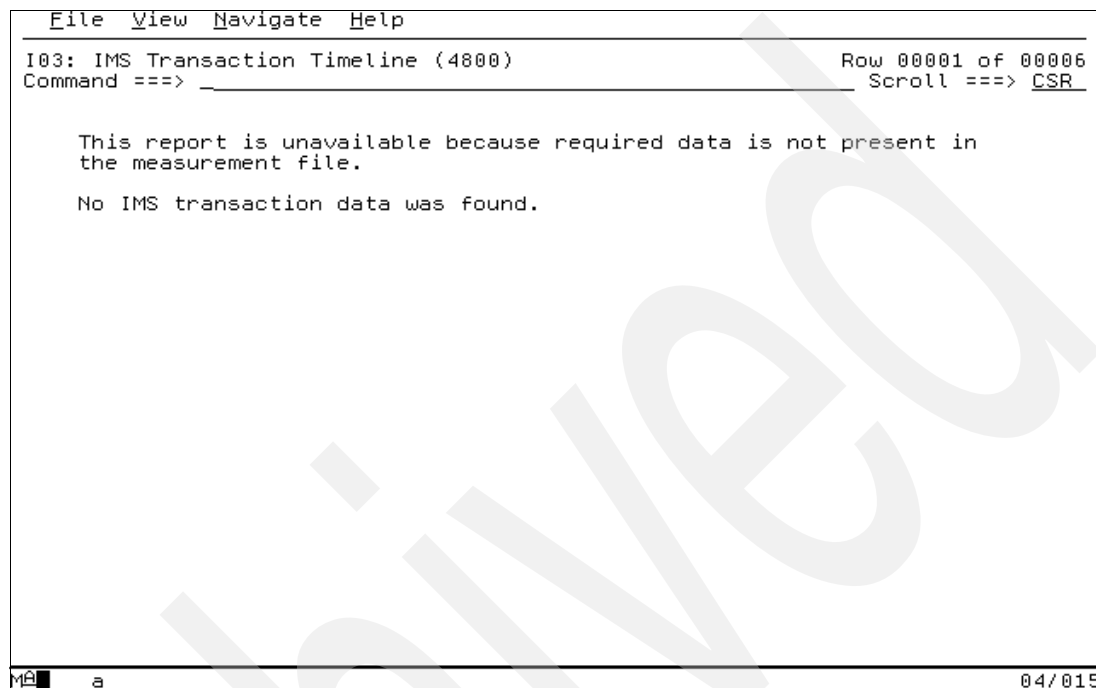 File View Navigate Help
I03: IMS Transaction Timeline (4800) Row 00001 of 00006
Command ===> _ Scroll ===> CSR
This report is unavailable because required data is not present in
the measurement file.
No IMS transaction data was found.
MA a 04/015
hived